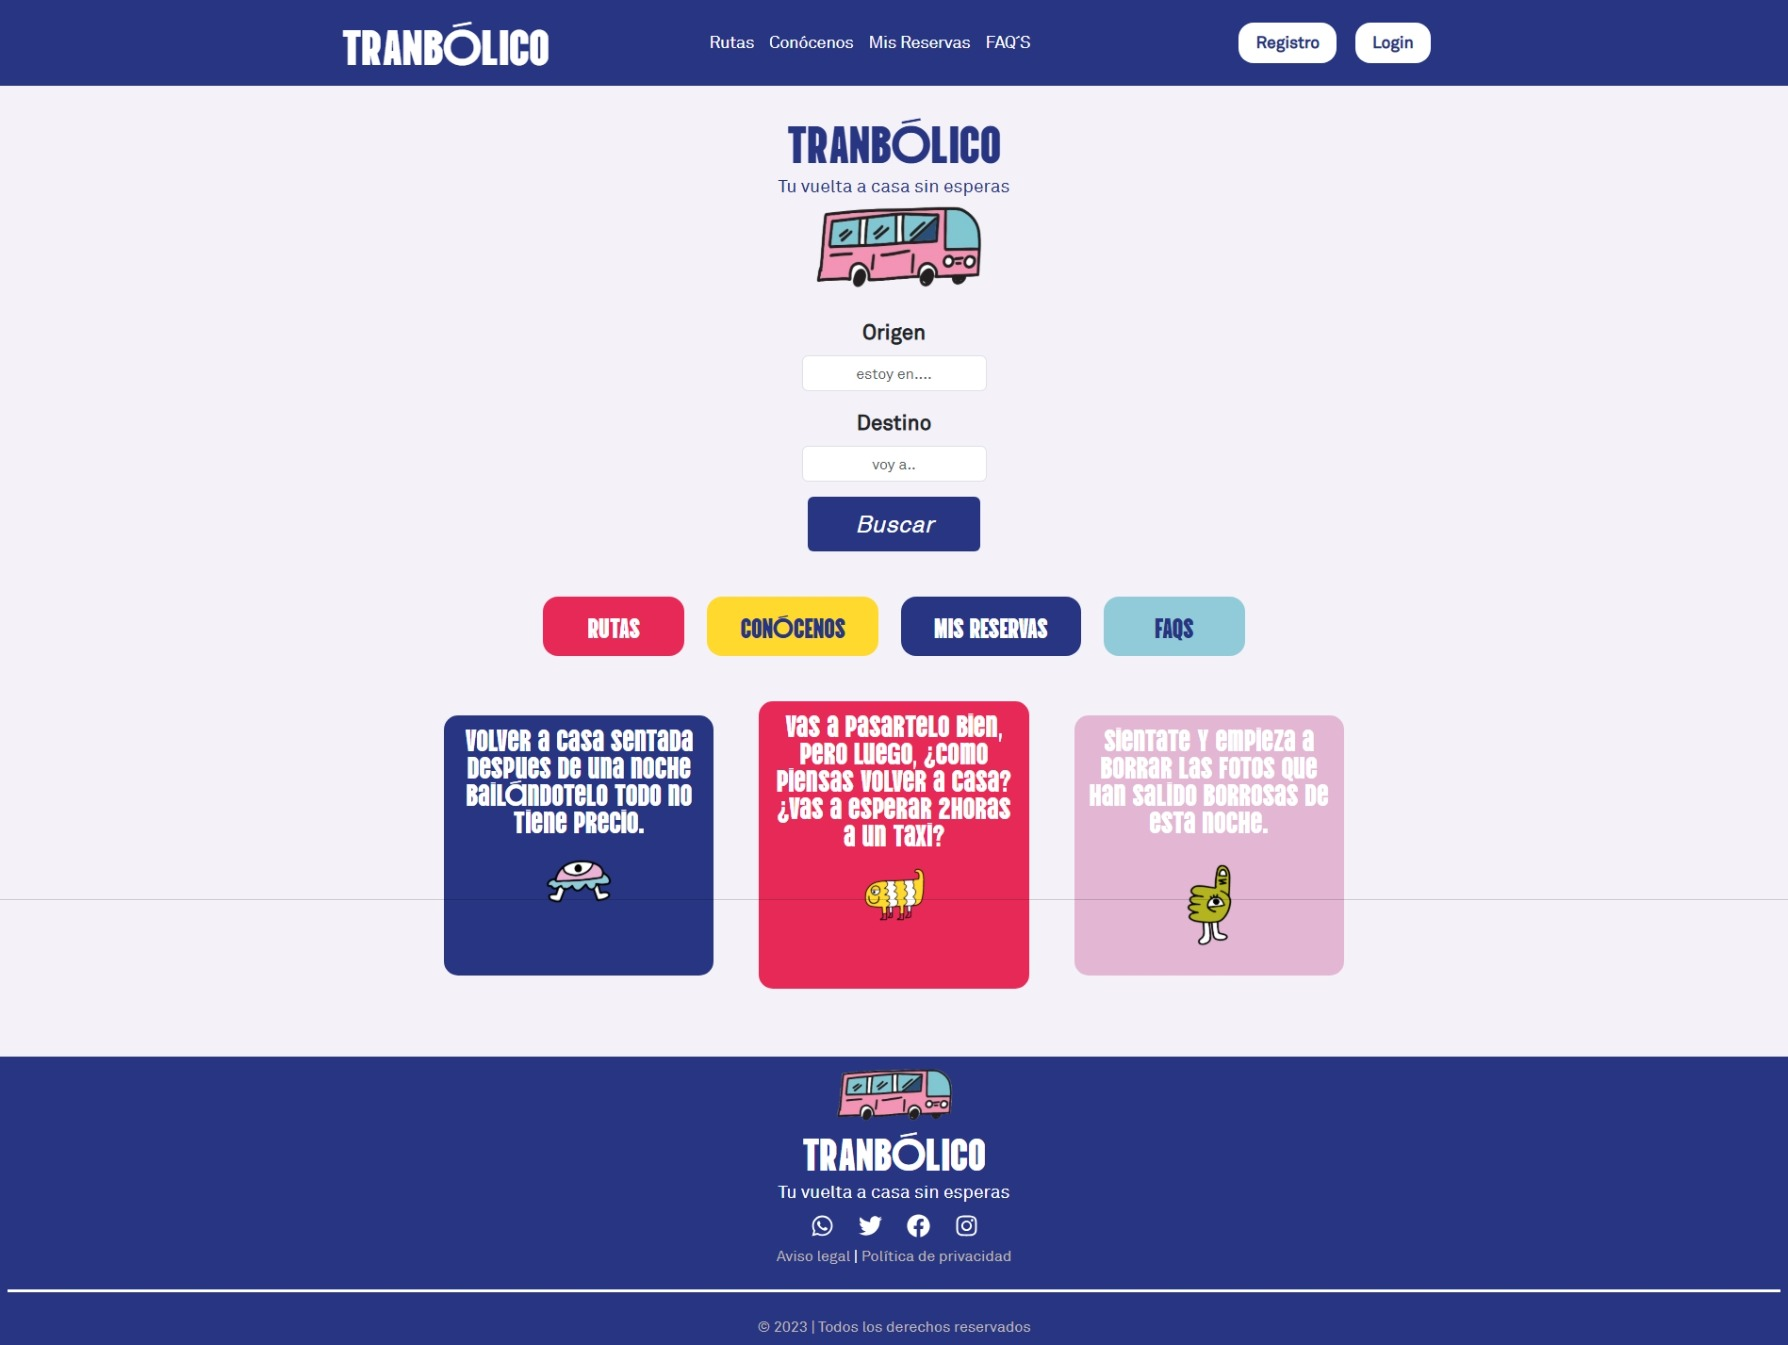 TRANBÓLICO
Rutas Conócenos Mis Reservas FAQ´S
Registro Login
TRANBÓLICO
Tu vuelta a casa sin esperas
Origen
estoy en....
Destino
voy a..
Buscar
RUTAS
CONÓCENOS
MIS RESERVAS
FAQS
VOLVER a CaSa SenTaDa
DesPues De una nOCHe
BaiLÁnDOTeLO TODO nO
Tiene PReCiO.
Vas a PaSaRTeLO Bien,
PeRO LueGO, ¿COmO
Piensas VOLVeR a CaSa?
¿Vas a esPeRaR 2HORaS
a un TaXi?
SienTaTe Y emPieZa a
BORRaR LaS FOTOS Que
Han SaLiDO BORROSaS De
esTa nOCHe.
TRANBÓLICO
Tu vuelta a casa sin esperas
Aviso legal | Política de privacidad
© 2023 | Todos los derechos reservados